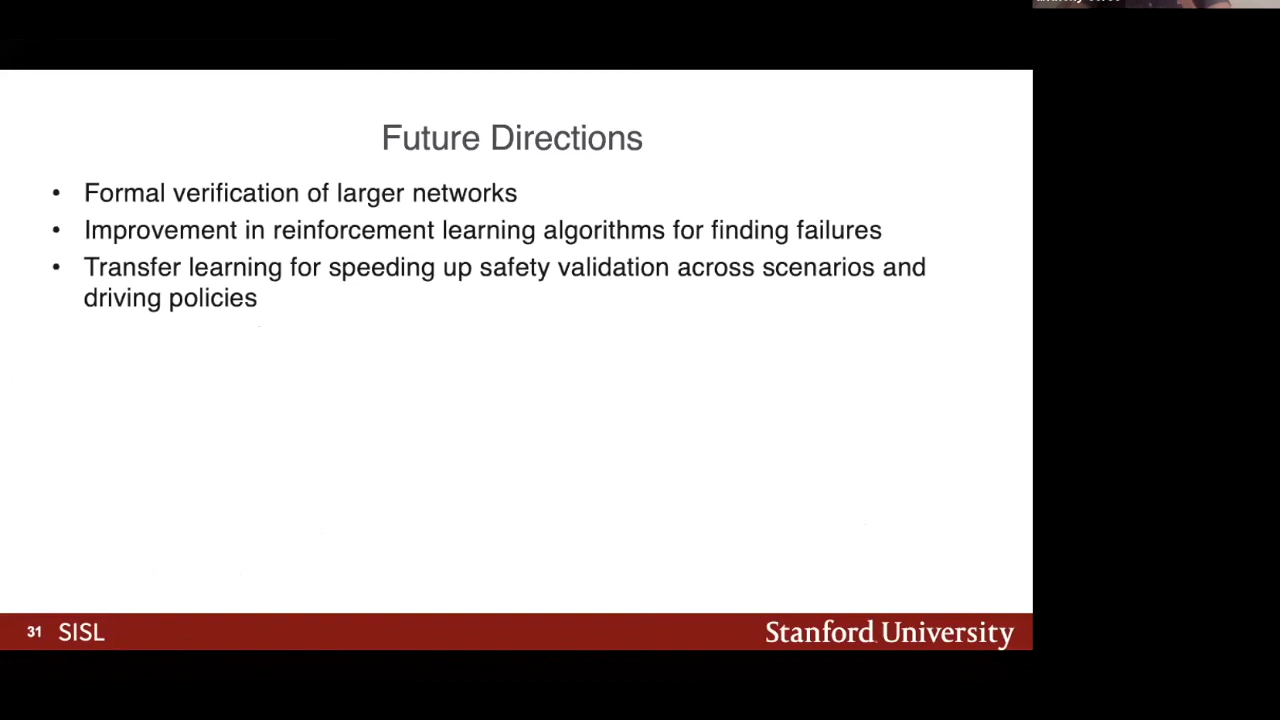 Future Directions
• Formal verification of larger networks
• Improvement in reinforcement learning algorithms for finding failures
• Transfer learning for speeding up safety validation across scenarios and
driving policies
31 SISL
Stanford University